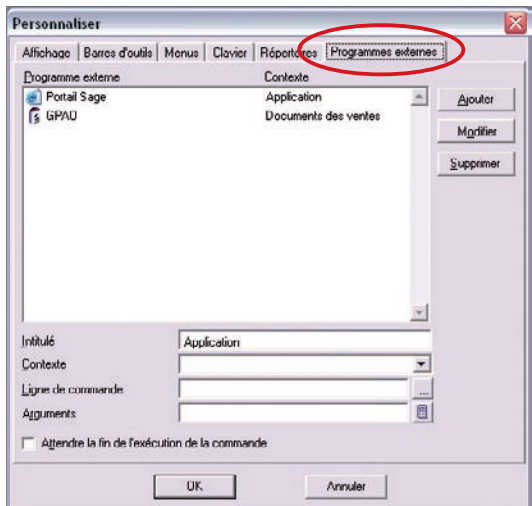 Personnaliser
Affichage Barres d'outils Menus Clavier Répertoires Programmes externes
Programme externe Contexte
Portail Sage Application
GPAO Documents des ventes
Ajouter
Modifier
Supprimer
Intitulé Application
Contexte
Ligne de commande ...
Arguments
Attendre la fin de l'exécution de la commande
OK Annuler